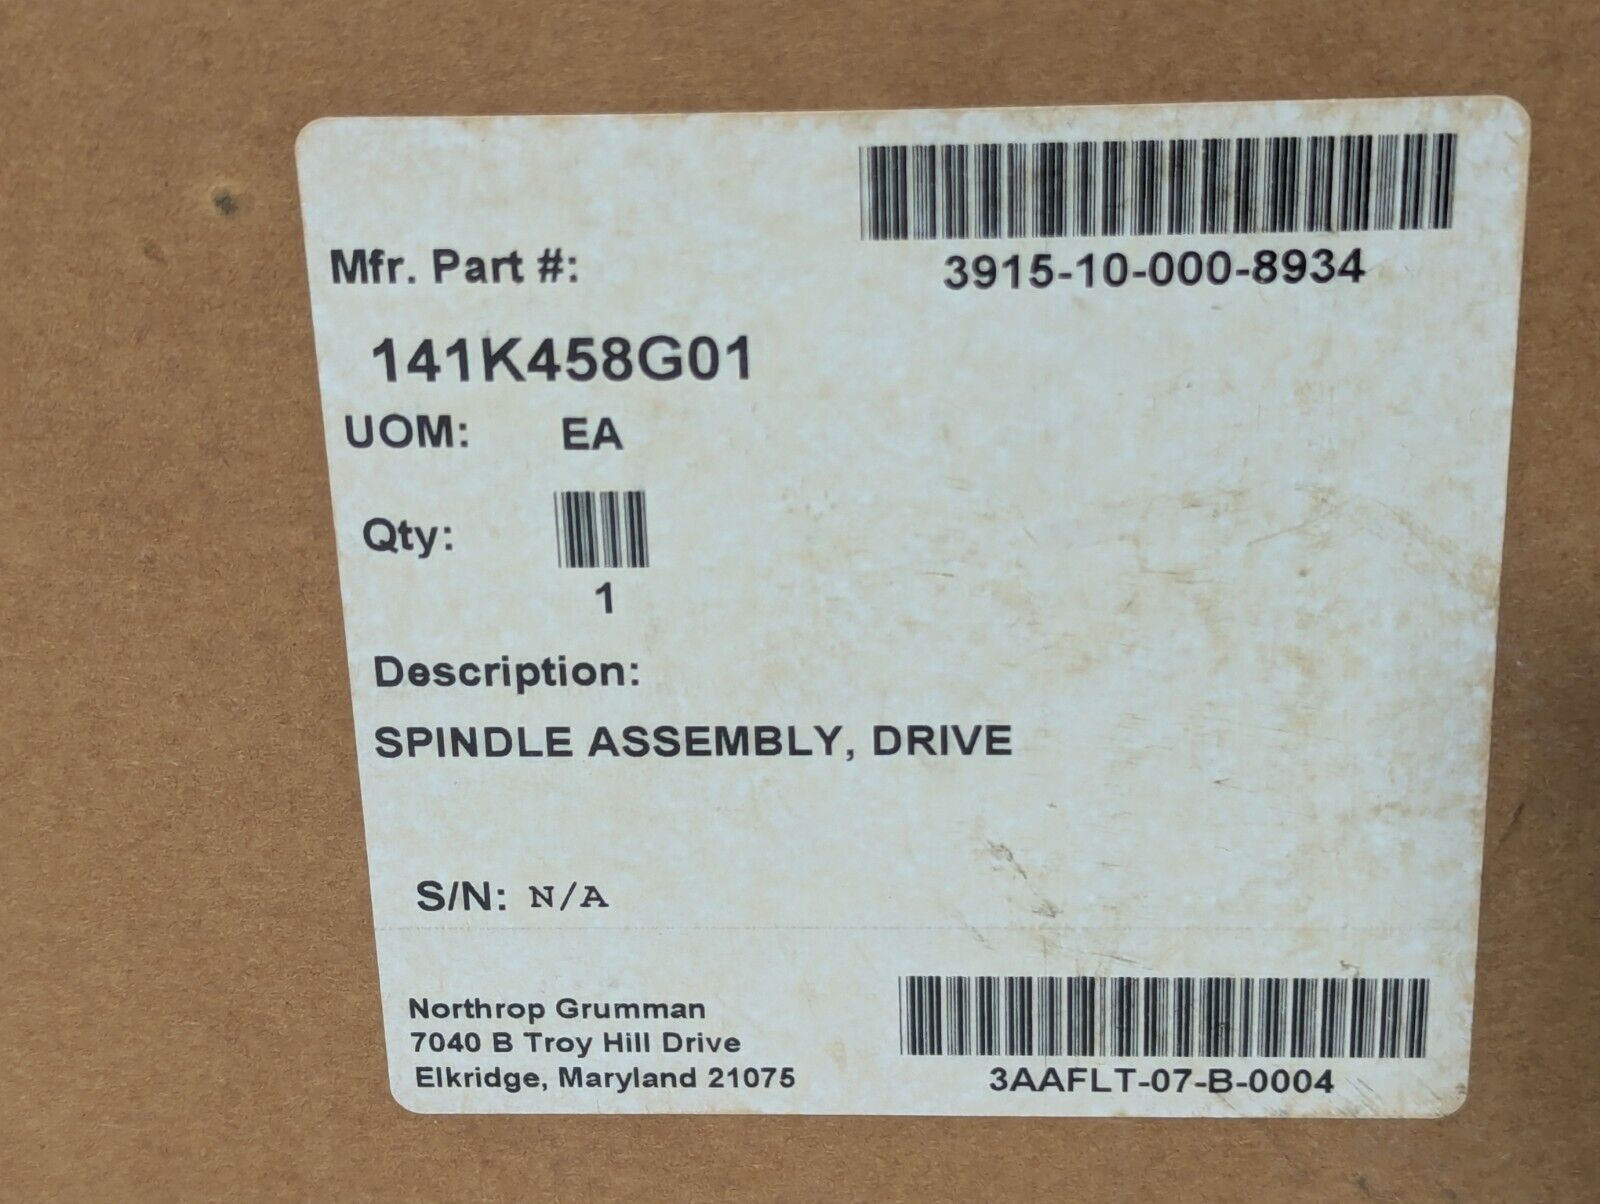 3915-10-000-8934
Mfr. Part #:
141K458G01
UOM: EA
Qty:
1
Description:
SPINDLE ASSEMBLY, DRIVE
S/N: N/A
Northrop Grumman
7040 B Troy Hill Drive
Elkridge, Maryland 21075
3AAFLT-07-B-0004